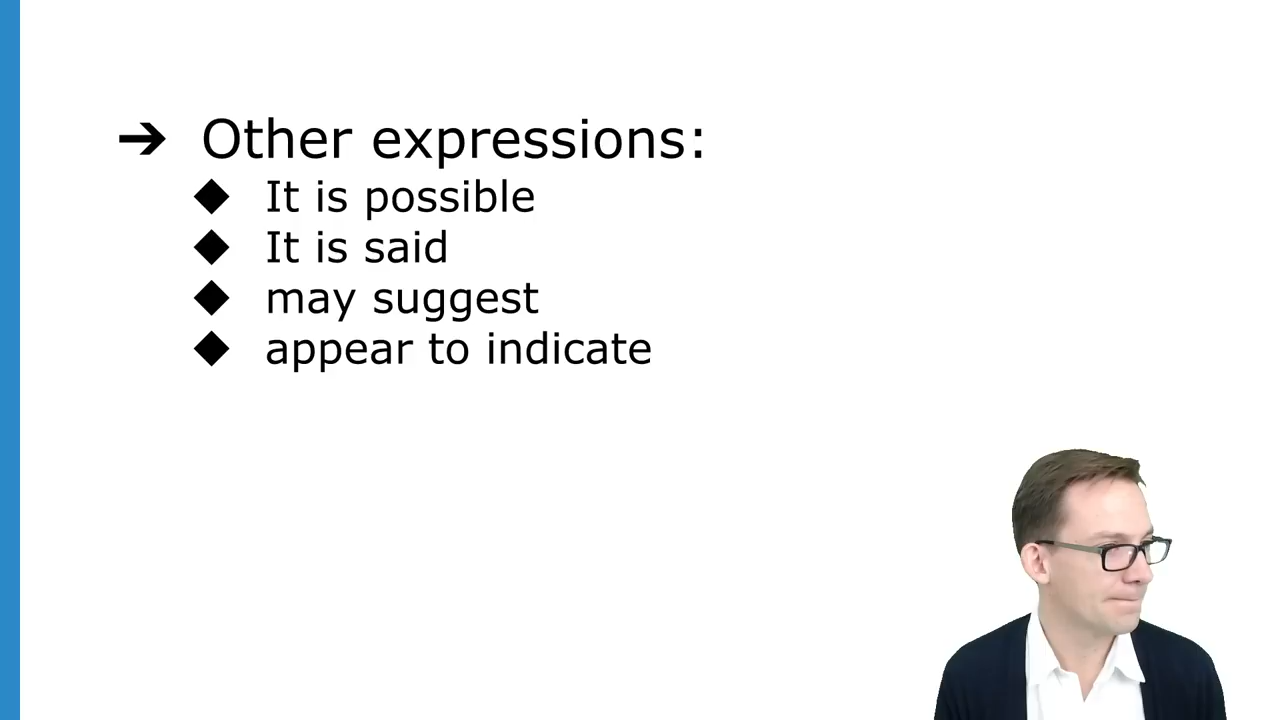 ➔ Other expressions:
◆ It is possible
◆ It is said
◆ may suggest
◆ appear to indicate